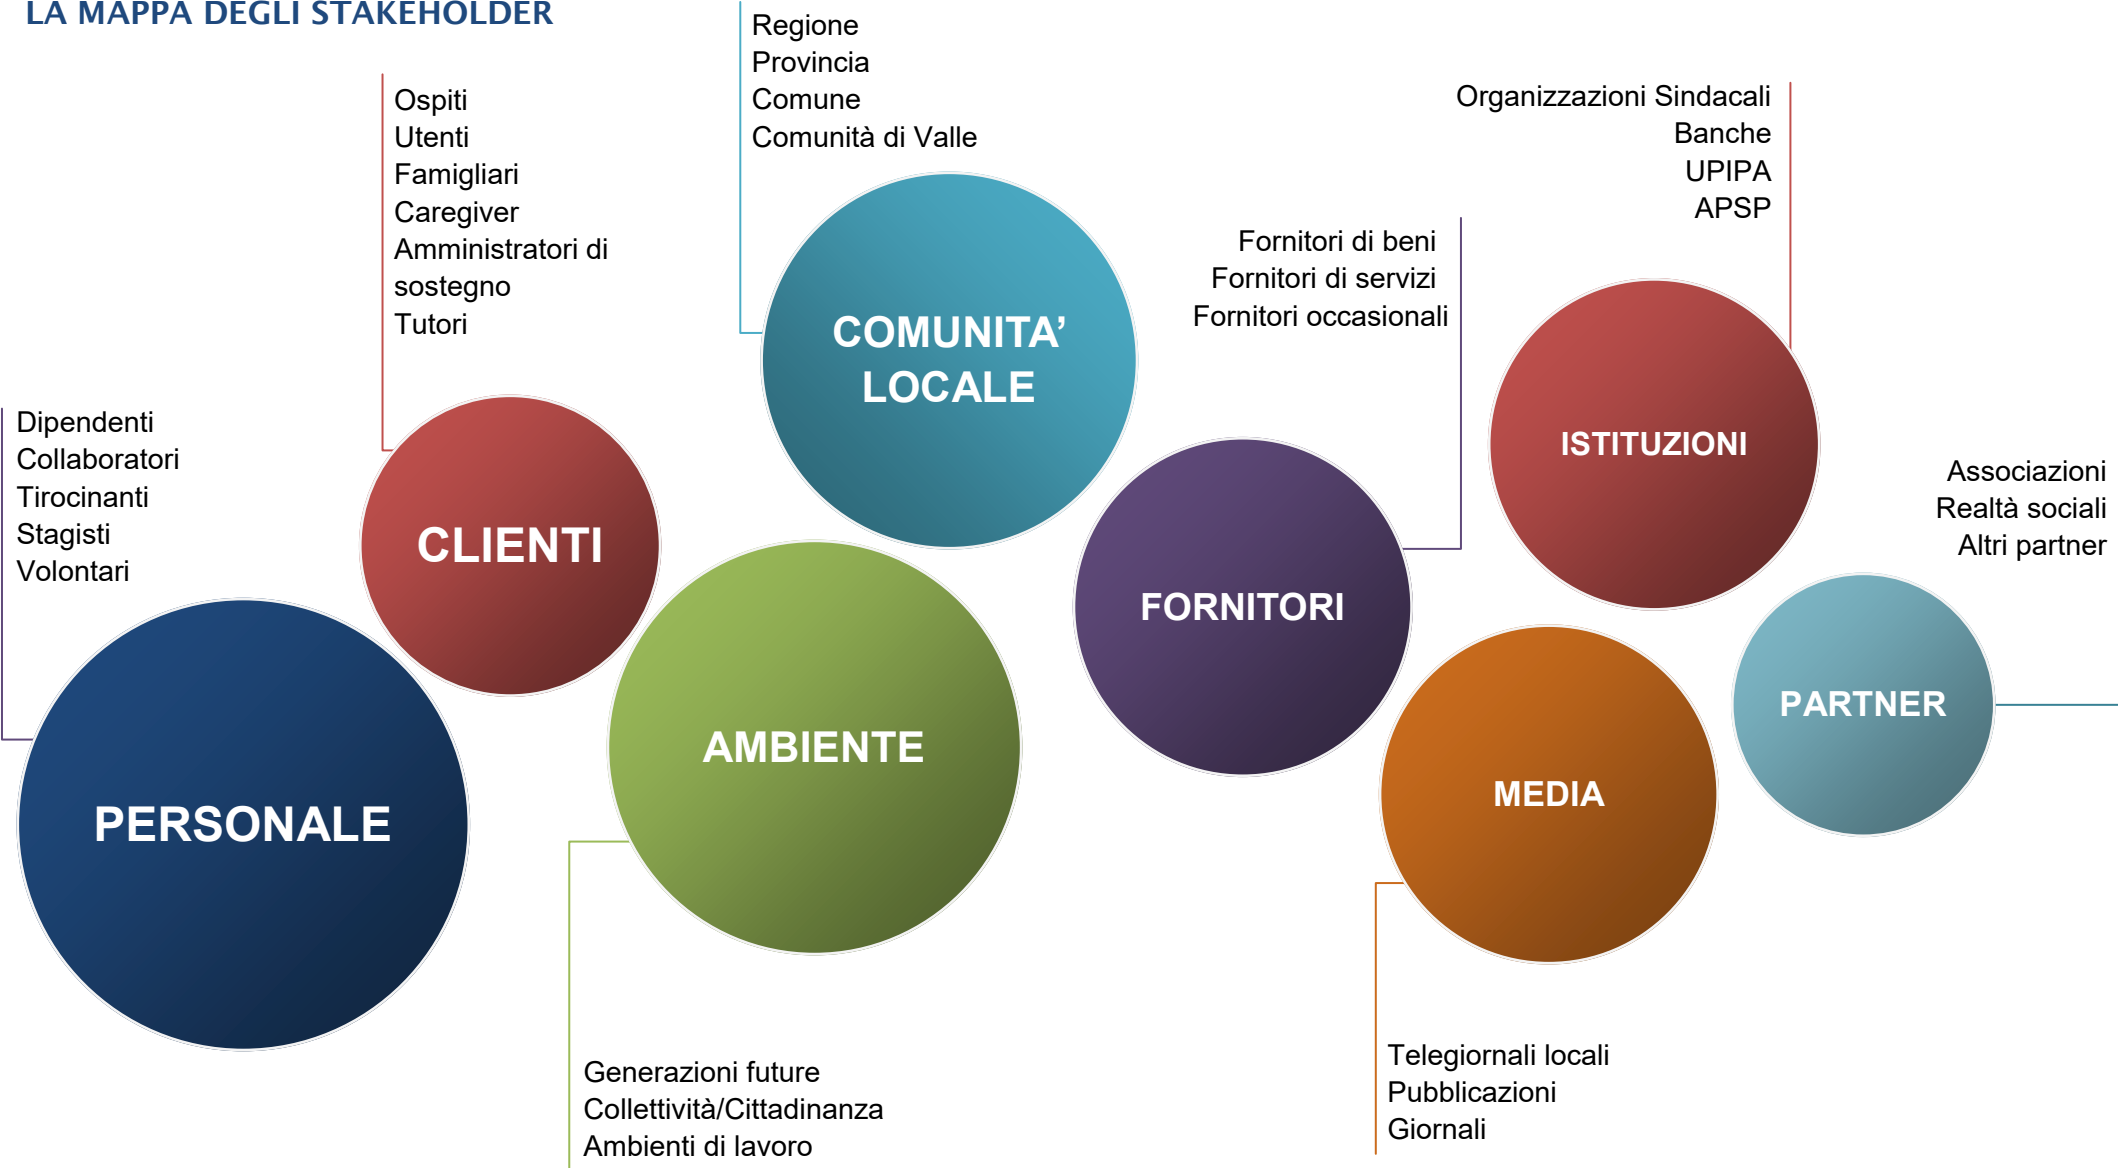 LA MAPPA DEGLI STAKEHOLDER
Dipendenti
Collaboratori
Tirocinanti
Stagisti
Volontari
PERSONALE
Ospiti
Utenti
Famigliari
Caregiver
Amministratori di
sostegno
Tutori
CLIENTI
Regione
Provincia
Comune
Comunità di Valle
COMUNITA’
LOCALE
AMBIENTE
Generazioni future
Collettività/Cittadinanza
Ambienti di lavoro
Fornitori di beni
Fornitori di servizi
Fornitori occasionali
FORNITORI
Organizzazioni Sindacali
Banche
UPIPA
APSP
ISTITUZIONI
MEDIA
Telegiornali locali
Pubblicazioni
Giornali
Associazioni
Realtà sociali
Altri partner
PARTNER